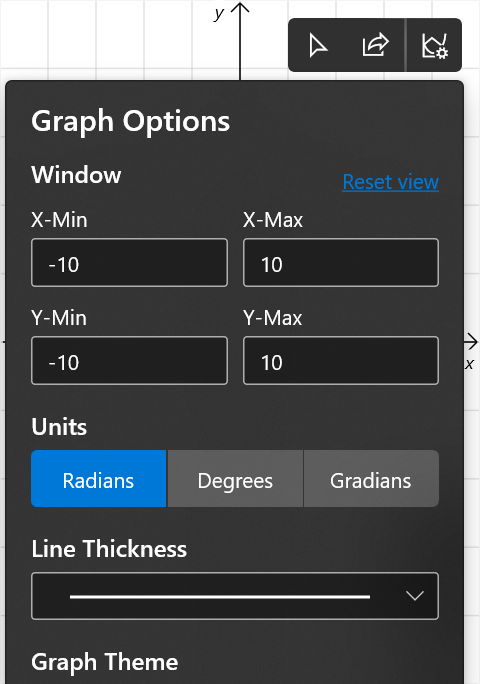 y
Graph Options
Window
Reset view
X-Min
X-Max
-10
10
Y-Min
Y-Max
-10
10
x
Units
Radians
Degrees
Gradians
Line Thickness
Graph Theme